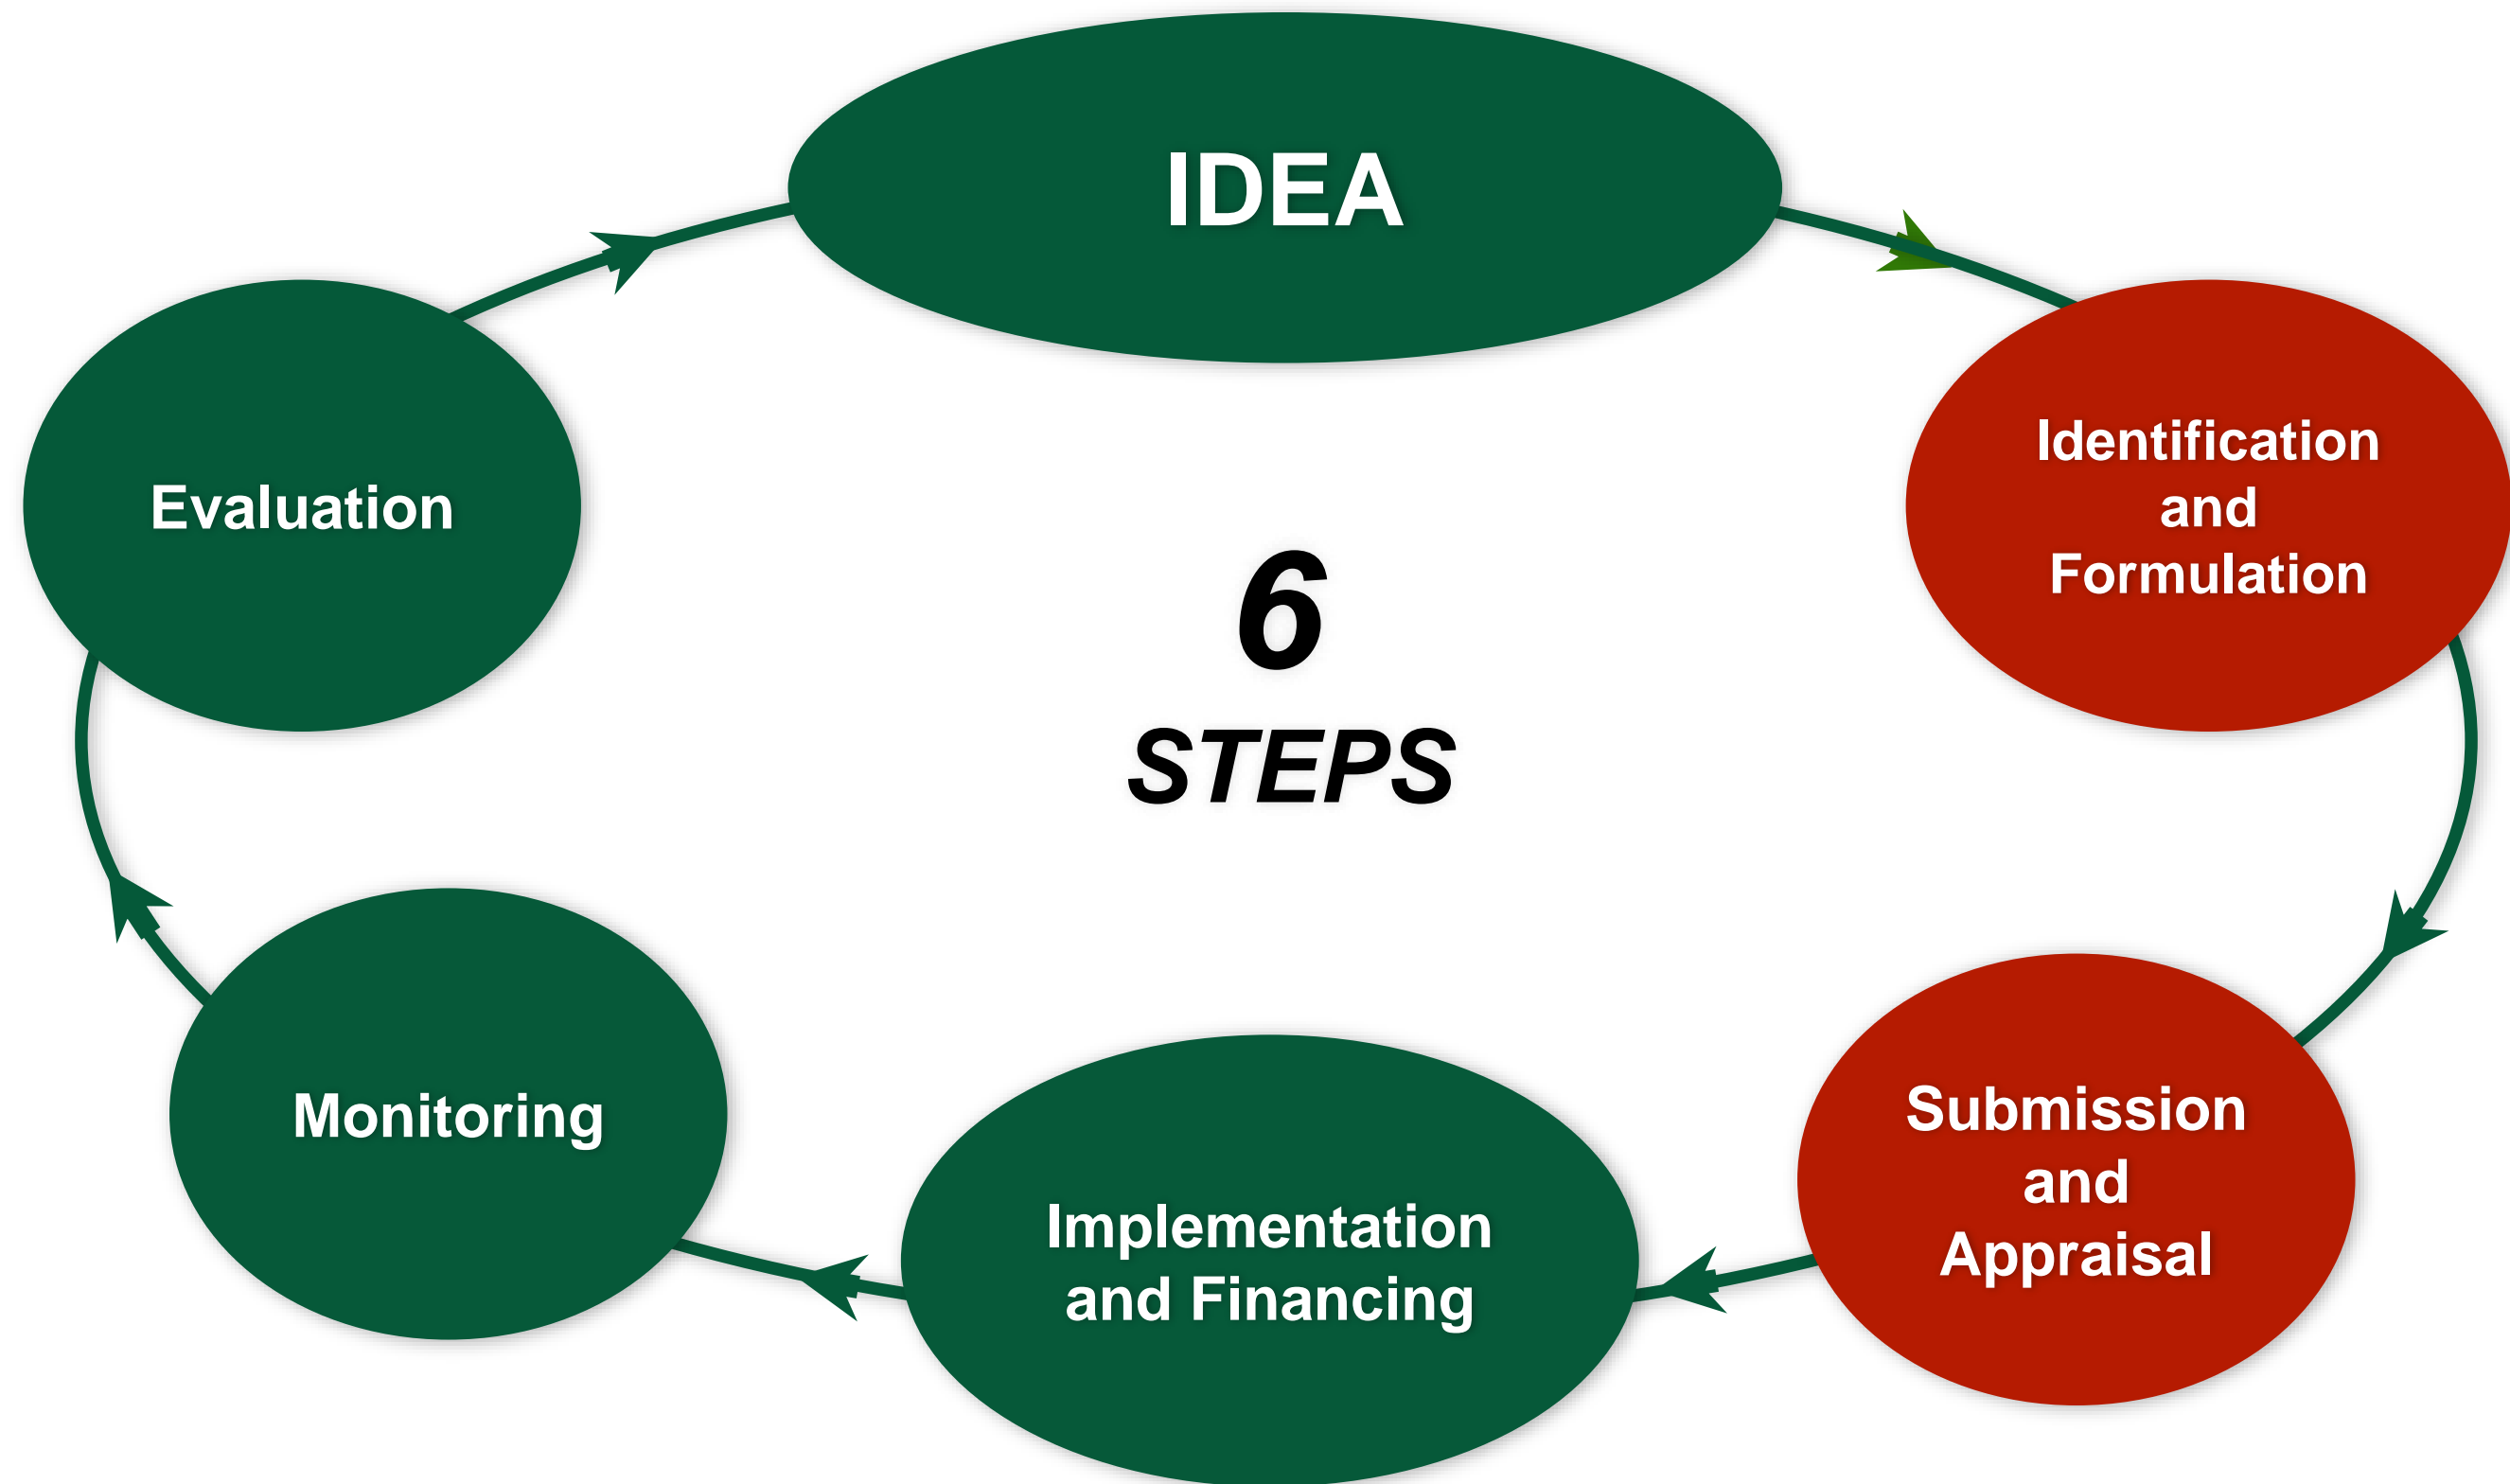 IDEA
Identification
and
Formulation
Submission
and
Appraisal
Implementation
and Financing
Monitoring
Evaluation
6
STEPS